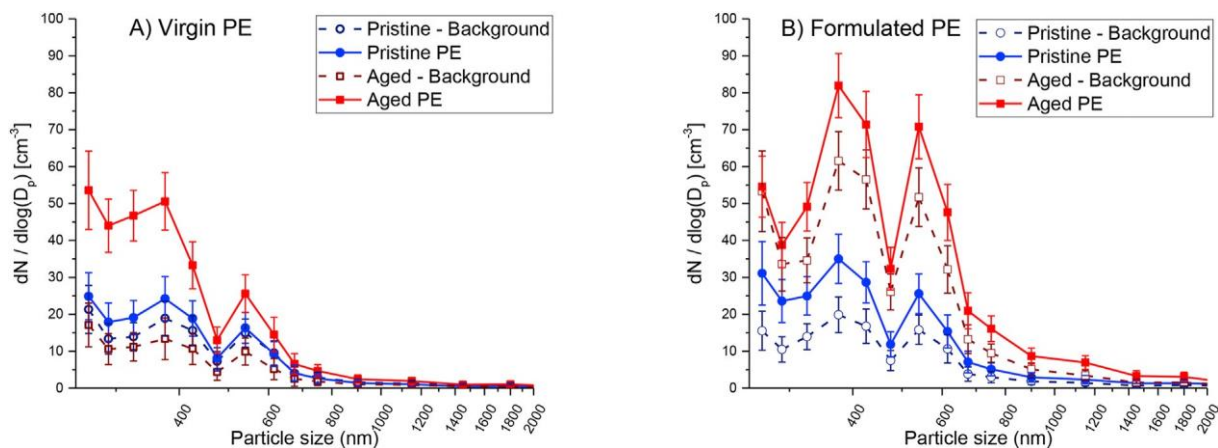 A) Virgin PE
Pristine - Background
Pristine PE
Aged - Background
Aged PE
dN / dlog(Dₚ) [cm⁻³]
100
90
80
70
60
50
40
30
20
10
0
400
600
800
1000
1200
1400
1600
1800
2000
Particle size (nm)
B) Formulated PE
Pristine - Background
Pristine PE
Aged - Background
Aged PE
dN / dlog(Dₚ) [cm⁻³]
100
90
80
70
60
50
40
30
20
10
0
400
600
800
1000
1200
1400
1600
1800
2000
Particle size (nm)